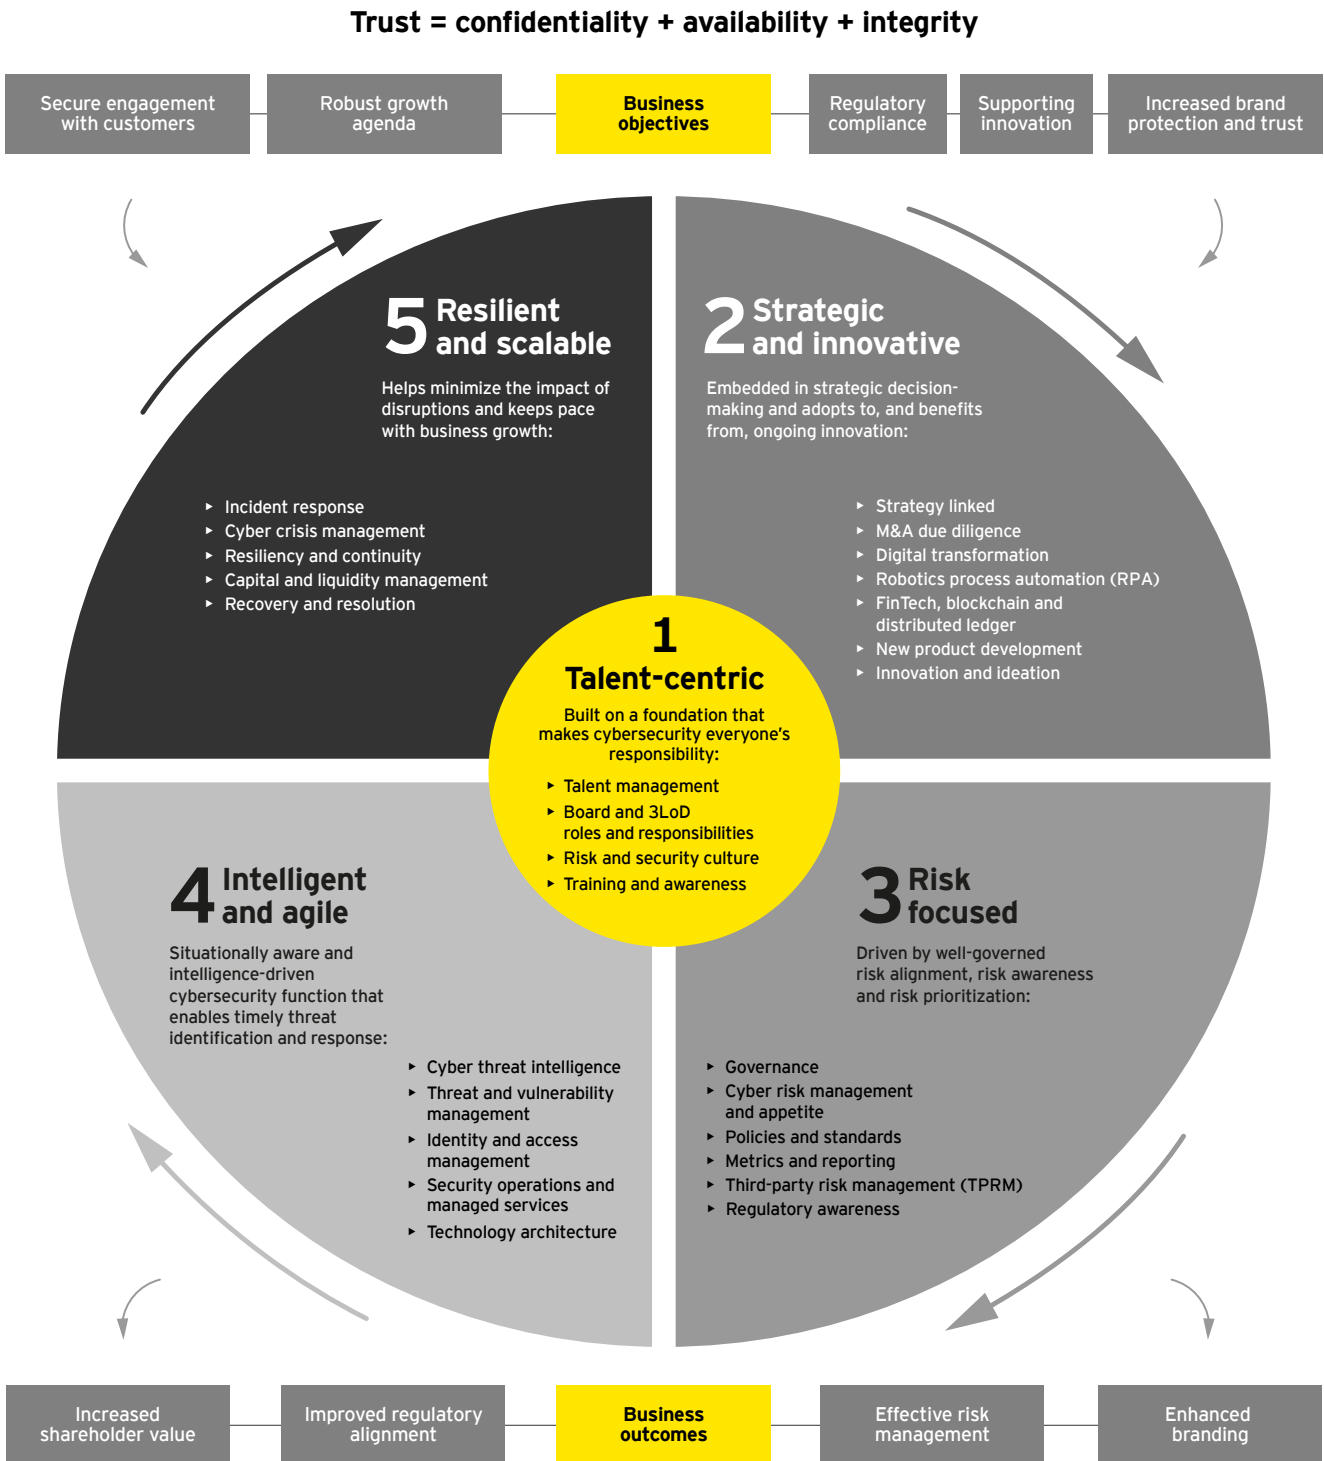 Trust = confidentiality + availability + integrity
Secure engagement
with customers
Robust growth
agenda
Business
objectives
Regulatory
compliance
Supporting
innovation
Increased brand
protection and trust
5 Resilient
and scalable
Helps minimize the impact of
disruptions and keeps pace
with business growth:
▸ Incident response
▸ Cyber crisis management
▸ Resiliency and continuity
▸ Capital and liquidity management
▸ Recovery and resolution
2 Strategic
and innovative
Embedded in strategic decision-
making and adopts to, and benefits
from, ongoing innovation:
▸ Strategy linked
▸ M&A due diligence
▸ Digital transformation
▸ Robotics process automation (RPA)
▸ FinTech, blockchain and
distributed ledger
▸ New product development
▸ Innovation and ideation
1
Talent-centric
Built on a foundation that
makes cybersecurity everyone's
responsibility:
▸ Talent management
▸ Board and 3LoD
roles and responsibilities
▸ Risk and security culture
▸ Training and awareness
4 Intelligent
and agile
Situationally aware and
intelligence-driven
cybersecurity function that
enables timely threat
identification and response:
▸ Cyber threat intelligence
▸ Threat and vulnerability
management
▸ Identity and access
management
▸ Security operations and
managed services
▸ Technology architecture
3 Risk
focused
Driven by well-governed
risk alignment, risk awareness
and risk prioritization:
▸ Governance
▸ Cyber risk management
and appetite
▸ Policies and standards
▸ Metrics and reporting
▸ Third-party risk management (TPRM)
▸ Regulatory awareness
Increased
shareholder value
Improved regulatory
alignment
Business
outcomes
Effective risk
management
Enhanced
branding